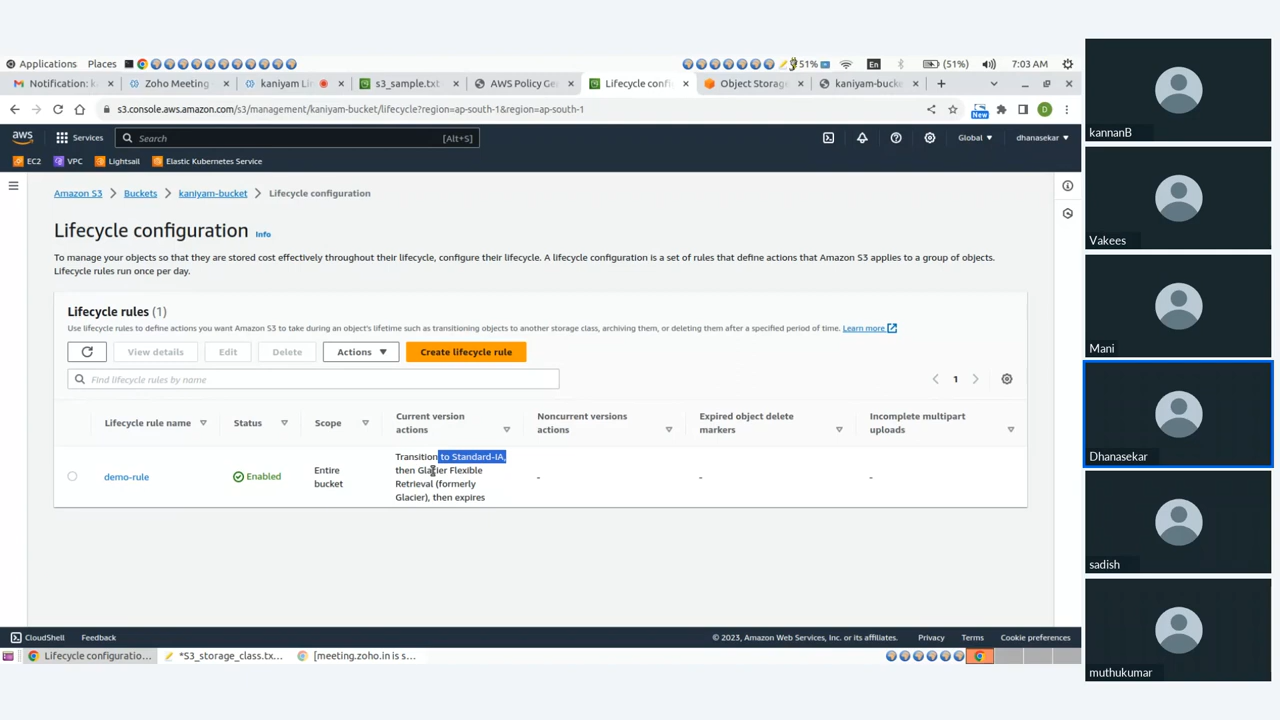 Applications Places 51% En (51%) 7:03 AM
Notification: k Zoho Meeting kaniyam Lin s3_sample.txt AWS Policy Ge Lifecycle confi Object Storag kaniyam-buck
s3.console.aws.amazon.com/s3/management/kaniyam-bucket/lifecycle?region=ap-south-1&region=ap-south-1
New
D
aws Services Search [Alt+S] Global dhanasekar
EC2 VPC Lightsail Elastic Kubernetes Service
Amazon S3 > Buckets > kaniyam-bucket > Lifecycle configuration
Lifecycle configuration Info
To manage your objects so that they are stored cost effectively throughout their lifecycle, configure their lifecycle. A lifecycle configuration is a set of rules that define actions that Amazon S3 applies to a group of objects.
Lifecycle rules run once per day.
Lifecycle rules (1)
Use lifecycle rules to define actions you want Amazon S3 to take during an object's lifetime such as transitioning objects to another storage class, archiving them, or deleting them after a specified period of time. Learn more
View details Edit Delete Actions Create lifecycle rule
Find lifecycle rules by name
1
Lifecycle rule name
Status
Scope
Current version
actions
Noncurrent versions
actions
Expired object delete
markers
Incomplete multipart
uploads
demo-rule
Enabled
Entire
bucket
Transition to Standard-IA,
then Glacier Flexible
Retrieval (formerly
Glacier), then expires
-
-
-
CloudShell Feedback © 2023, Amazon Web Services, Inc. or its affiliates. Privacy Terms Cookie preferences
Lifecycle configuratio... *S3_storage_class.tx... [meeting.zoho.in is s...
kannanB
Vakees
Mani
Dhanasekar
sadish
muthukumar